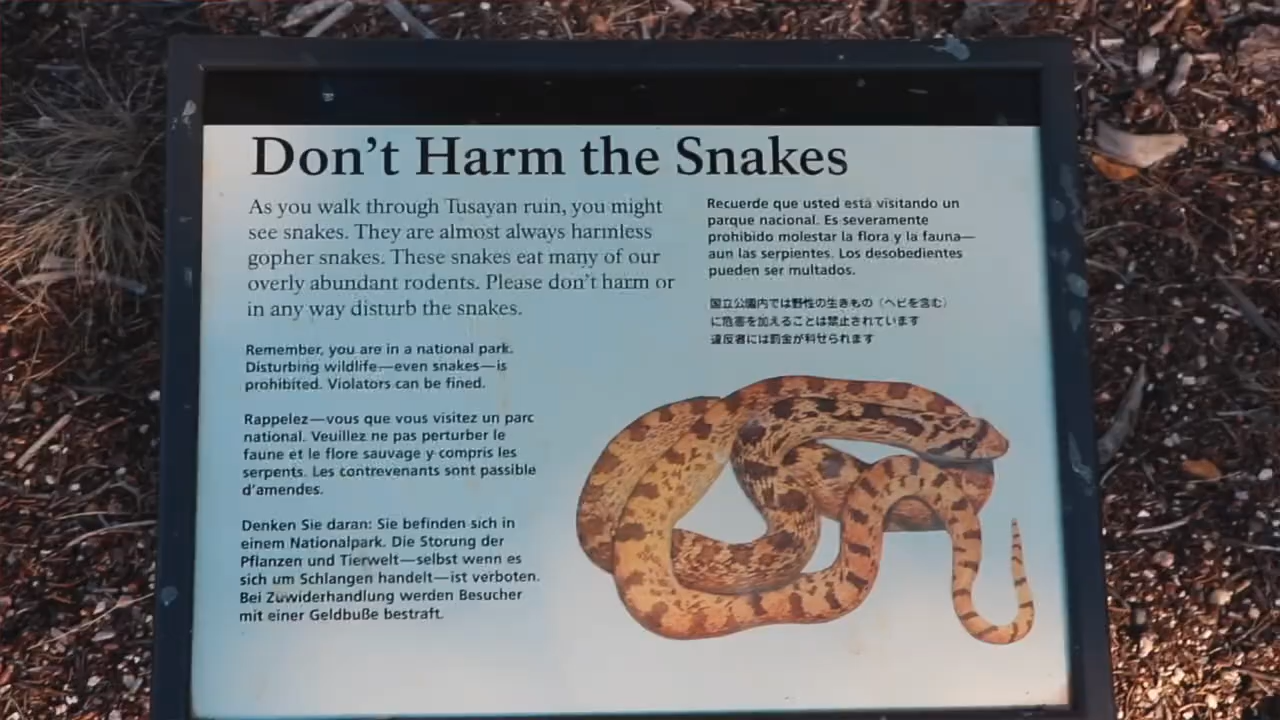 Don't Harm the Snakes
As you walk through Tusayan ruin, you might
see snakes. They are almost always harmless
gopher snakes. These snakes eat many of our
overly abundant rodents. Please don't harm or
in any way disturb the snakes.
Remember, you are in a national park.
Disturbing wildlife—even snakes—is
prohibited. Violators can be fined.
Rappelez—vous que vous visitez un parc
national. Veuillez ne pas perturber le
faune et le flore sauvage y compris les
serpents. Les contrevenants sont passible
d'amendes.
Denken Sie daran: Sie befinden sich in
einem Nationalpark. Die Storung der
Pflanzen und Tierwelt—selbst wenn es
sich um Schlangen handelt—ist verboten.
Bei Zuwiderhandlung werden Besucher
mit einer Geldbuße bestraft.
Recuerde que usted está visitando un
parque nacional. Es severamente
prohibido molestar la flora y la fauna—
aun las serpientes. Los desobedientes
pueden ser multados.
国立公園内では野性の生きもの（ヘビを含む）
に危害を加えることは禁止されています
違反者には罰金が科せられます